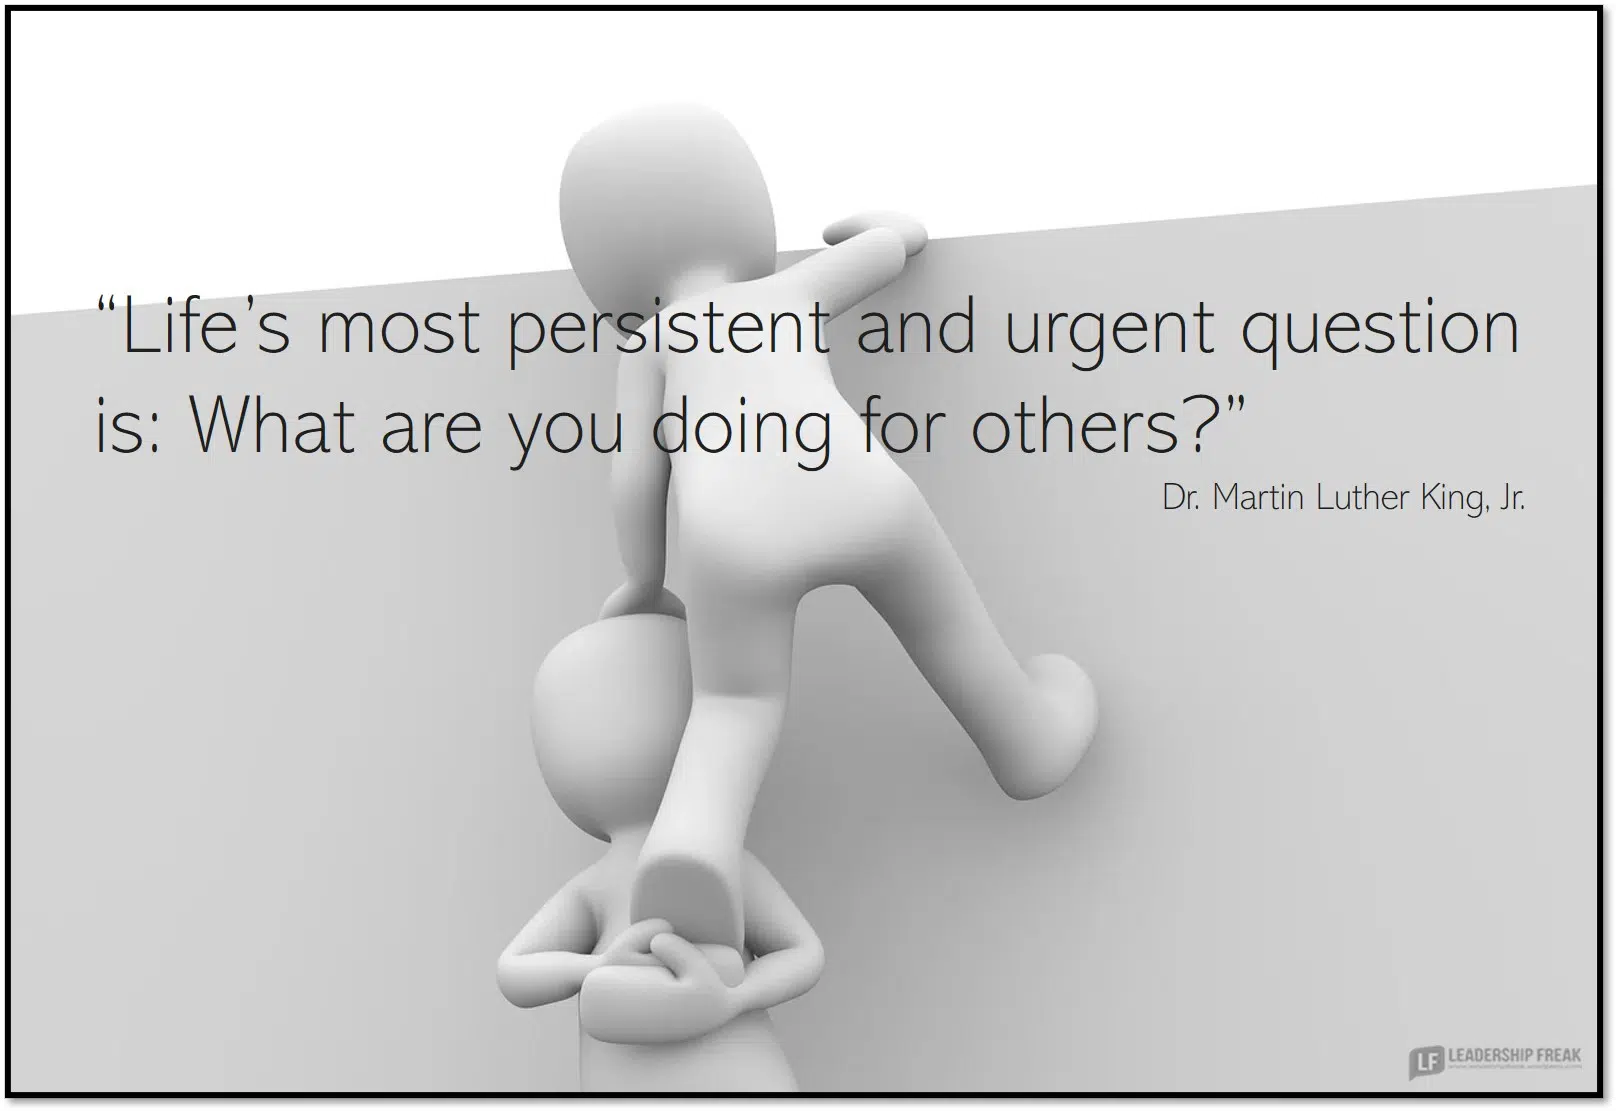 “Life’s most persistent and urgent question
is: What are you doing for others?”
Dr. Martin Luther King, Jr.
LF LEADERSHIP FREAK